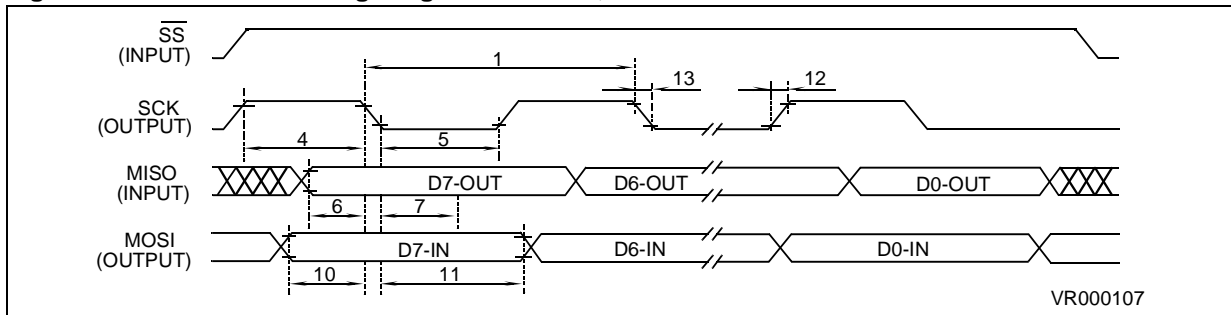 SS
(INPUT)
1
13
12
SCK
(OUTPUT)
4
5
MISO
(INPUT)
D7-OUT
D6-OUT
D0-OUT
6
7
MOSI
(OUTPUT)
D7-IN
D6-IN
D0-IN
10
11
VR000107